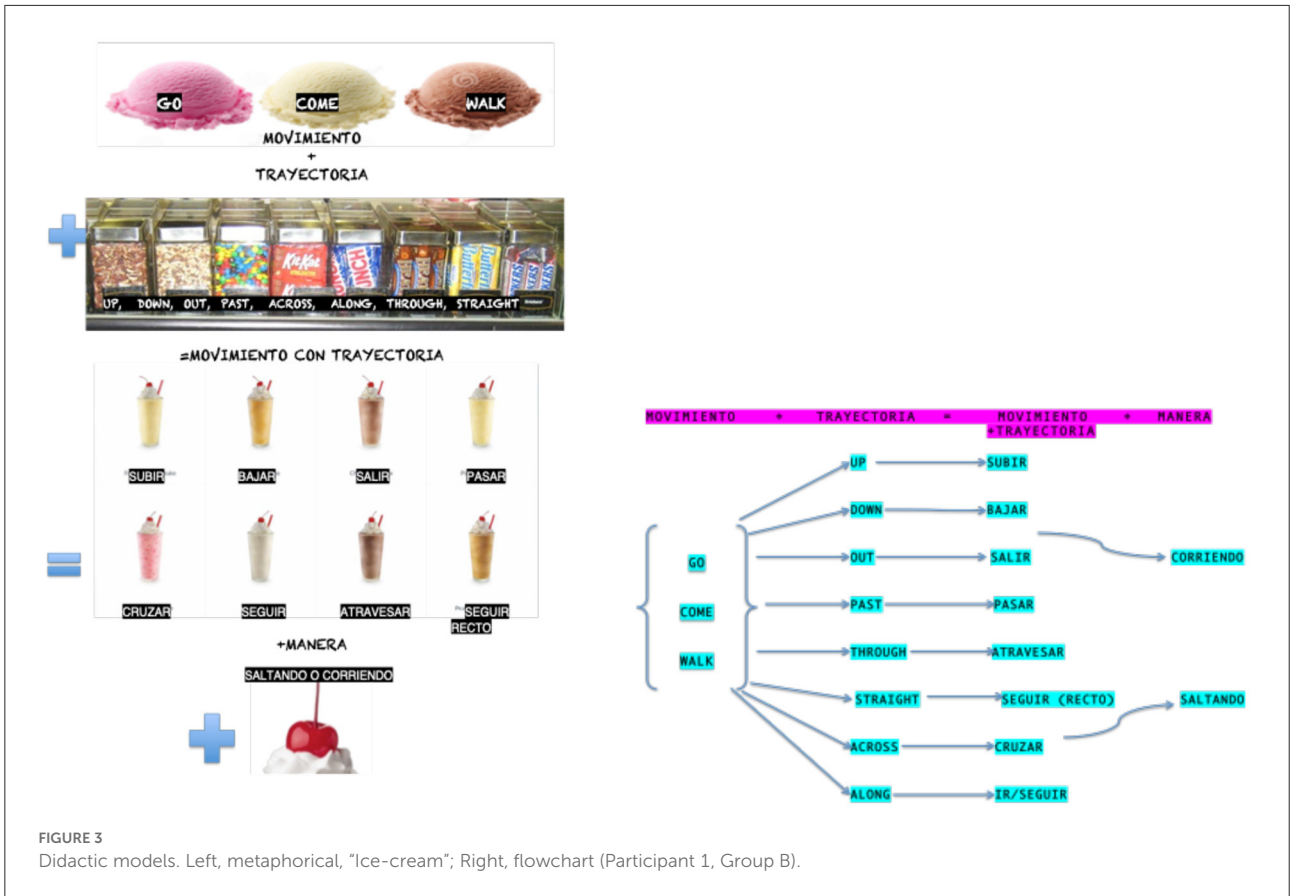 GO COME WALK
MOVIMIENTO
+
TRAYECTORIA
KitKat
UP, DOWN, OUT, PAST, ACROSS, ALONG, THROUGH, STRAIGHT
=MOVIMIENTO CON TRAYECTORIA
SUBIR BAJAR SALIR PASAR
CRUZAR SEGUIR ATRAVESAR SEGUIR
RECTO
+MANERA
SALTANDO O CORRIENDO
MOVIMIENTO + TRAYECTORIA = MOVIMIENTO + MANERA
+TRAYECTORIA
UP SUBIR
DOWN BAJAR
GO OUT SALIR CORRIENDO
COME PAST PASAR
WALK THROUGH ATRAVESAR
STRAIGHT SEGUIR (RECTO) SALTANDO
ACROSS CRUZAR
ALONG IR/SEGUIR
FIGURE 3
Didactic models. Left, metaphorical, "Ice-cream"; Right, flowchart (Participant 1, Group B).